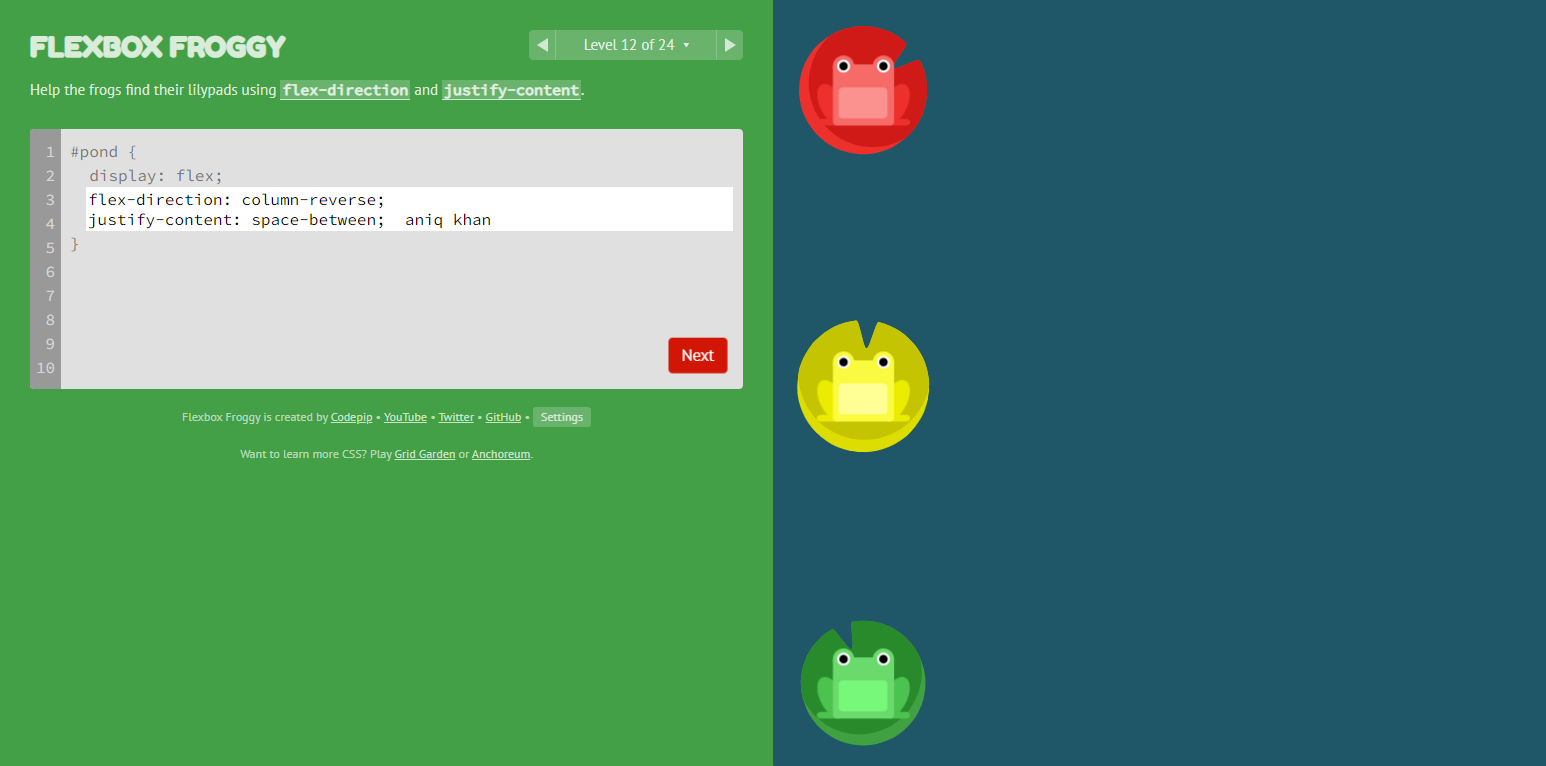 FLEXBOX FROGGY
◀ Level 12 of 24 ▾ ▶
Help the frogs find their lilypads using flex-direction and justify-content.
1 #pond {
2 display: flex;
3 flex-direction: column-reverse;
4 justify-content: space-between; aniq khan
5 }
6
7
8
9
10
Next
Flexbox Froggy is created by Codepip • YouTube • Twitter • GitHub • Settings
Want to learn more CSS? Play Grid Garden or Anchoreum.